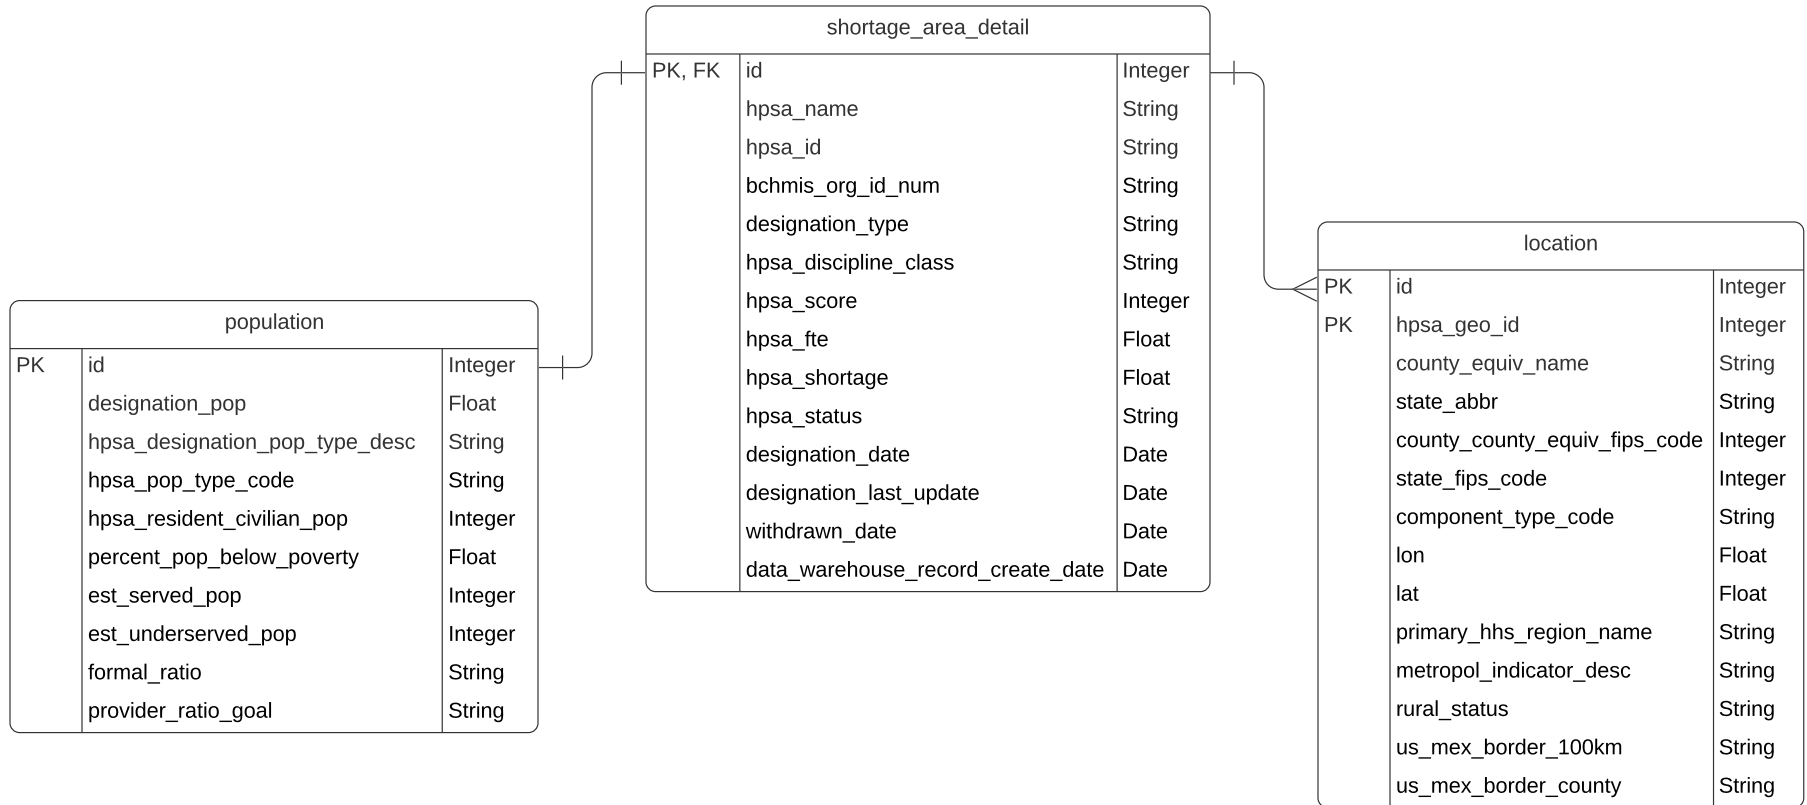 shortage_area_detail
PK, FK id Integer
hpsa_name String
hpsa_id String
bchmis_org_id_num String
designation_type String
hpsa_discipline_class String
hpsa_score Integer
hpsa_fte Float
hpsa_shortage Float
hpsa_status String
designation_date Date
designation_last_update Date
withdrawn_date Date
data_warehouse_record_create_date Date
population
PK id Integer
designation_pop Float
hpsa_designation_pop_type_desc String
hpsa_pop_type_code String
hpsa_resident_civilian_pop Integer
percent_pop_below_poverty Float
est_served_pop Integer
est_underserved_pop Integer
formal_ratio String
provider_ratio_goal String
location
PK id Integer
PK hpsa_geo_id Integer
county_equiv_name String
state_abbr String
county_county_equiv_fips_code Integer
state_fips_code Integer
component_type_code String
lon Float
lat Float
primary_hhs_region_name String
metropol_indicator_desc String
rural_status String
us_mex_border_100km String
us_mex_border_county String